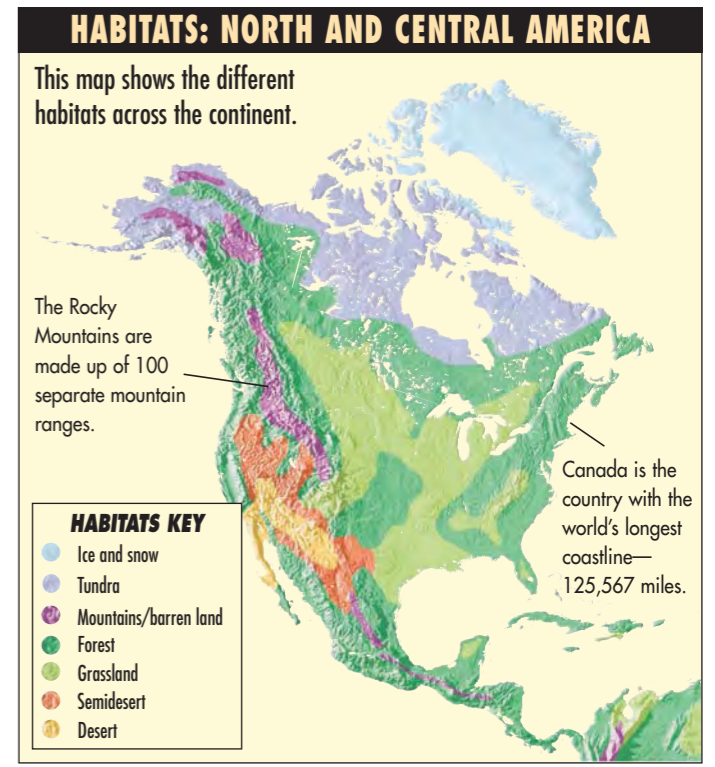 HABITATS: NORTH AND CENTRAL AMERICA
This map shows the different
habitats across the continent.
The Rocky
Mountains are
made up of 100
separate mountain
ranges.
Canada is the
country with the
world's longest
coastline—
125,567 miles.
HABITATS KEY
Ice and snow
Tundra
Mountains/barren land
Forest
Grassland
Semidesert
Desert